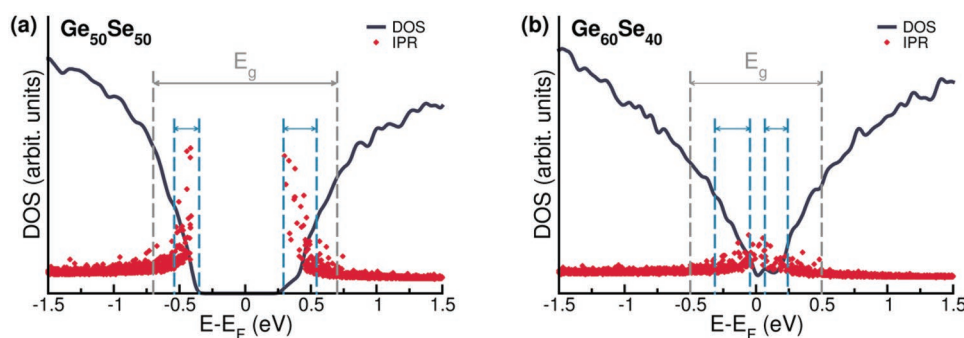 (a) Ge50Se50
DOS
IPR
Eg
DOS (arbit. units)
-1.5 -1 -0.5 0 0.5 1 1.5
E-EF (eV)
(b) Ge60Se40
DOS
IPR
Eg
DOS (arbit. units)
-1.5 -1 -0.5 0 0.5 1 1.5
E-EF (eV)